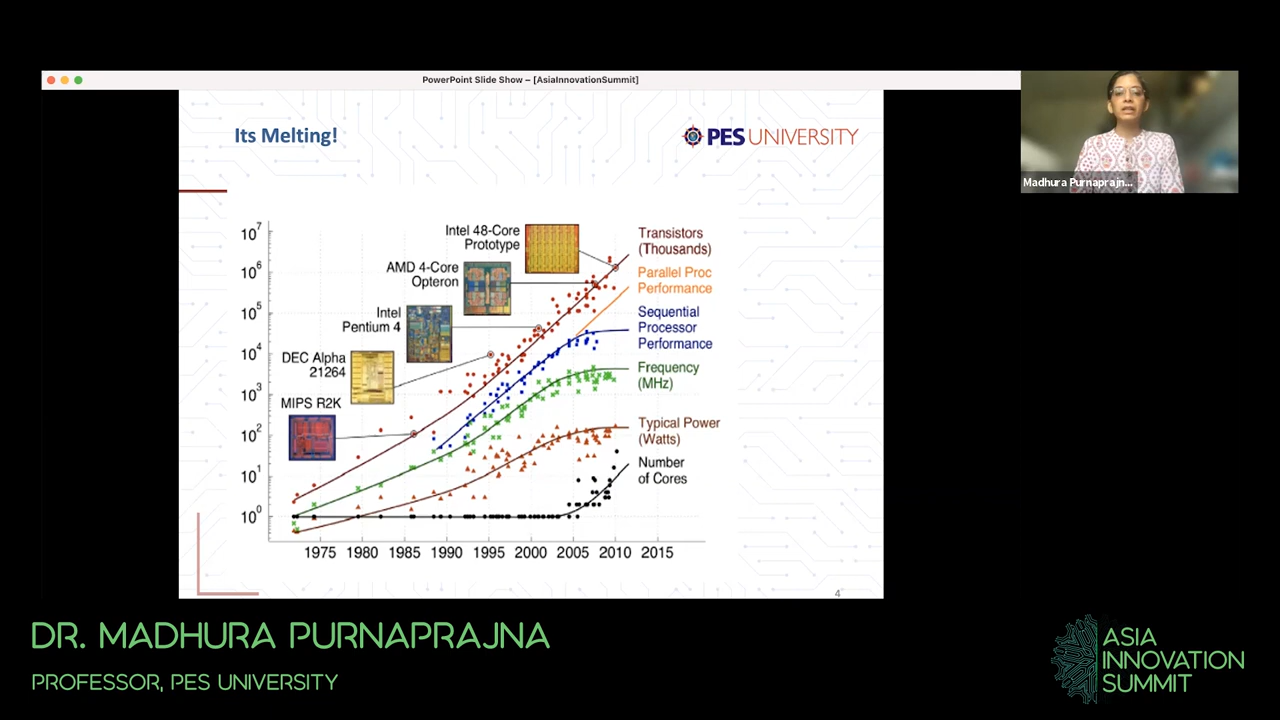 PowerPoint Slide Show – [AsiaInnovationSummit]
Its Melting!
PES UNIVERSITY
Madhura Purnaprajn...
10⁷
10⁶
10⁵
10⁴
10³
10²
10¹
10⁰
Intel 48-Core
Prototype
AMD 4-Core
Opteron
Intel
Pentium 4
DEC Alpha
21264
MIPS R2K
Transistors
(Thousands)
Parallel Proc
Performance
Sequential
Processor
Performance
Frequency
(MHz)
Typical Power
(Watts)
Number
of Cores
1975 1980 1985 1990 1995 2000 2005 2010 2015
4
DR. MADHURA PURNAPRAJNA
PROFESSOR, PES UNIVERSITY
ASIA
INNOVATION
SUMMIT